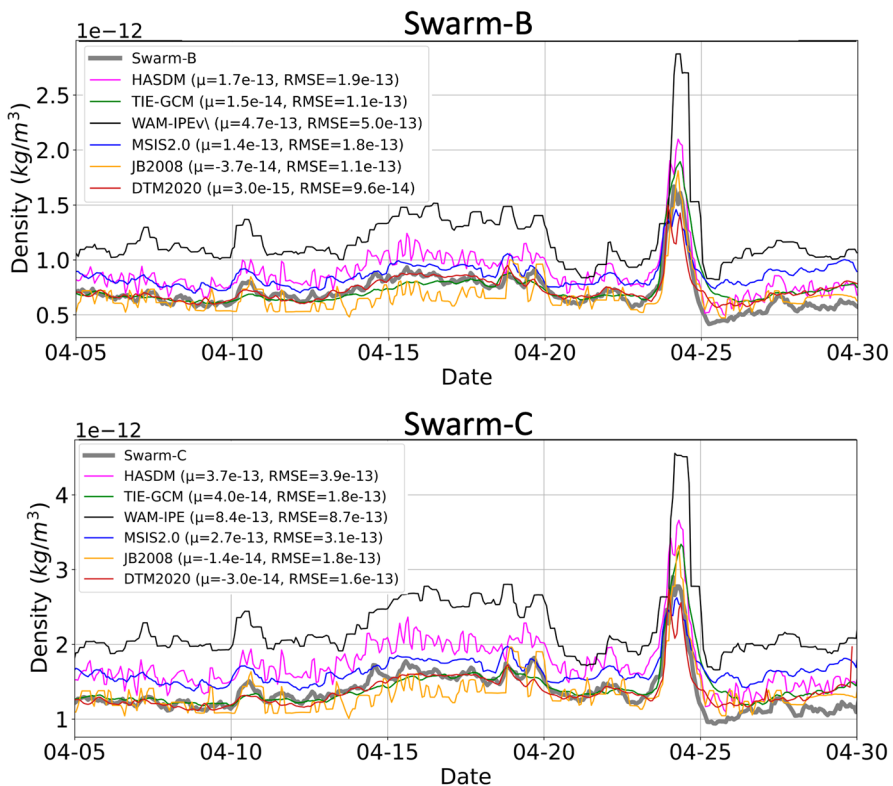 Swarm-B
1e−12
Swarm-B
HASDM (μ=1.7e-13, RMSE=1.9e-13)
TIE-GCM (μ=1.5e-14, RMSE=1.1e-13)
WAM-IPEv\ (μ=4.7e-13, RMSE=5.0e-13)
MSIS2.0 (μ=1.4e-13, RMSE=1.8e-13)
JB2008 (μ=-3.7e-14, RMSE=1.1e-13)
DTM2020 (μ=3.0e-15, RMSE=9.6e-14)
Density (kg/m³)
2.5
2.0
1.5
1.0
0.5
04-05 04-10 04-15 04-20 04-25 04-30
Date
Swarm-C
1e−12
Swarm-C
HASDM (μ=3.7e-13, RMSE=3.9e-13)
TIE-GCM (μ=4.0e-14, RMSE=1.8e-13)
WAM-IPE (μ=8.4e-13, RMSE=8.7e-13)
MSIS2.0 (μ=2.7e-13, RMSE=3.1e-13)
JB2008 (μ=-1.4e-14, RMSE=1.8e-13)
DTM2020 (μ=-3.0e-14, RMSE=1.6e-13)
Density (kg/m³)
4
3
2
1
04-05 04-10 04-15 04-20 04-25 04-30
Date